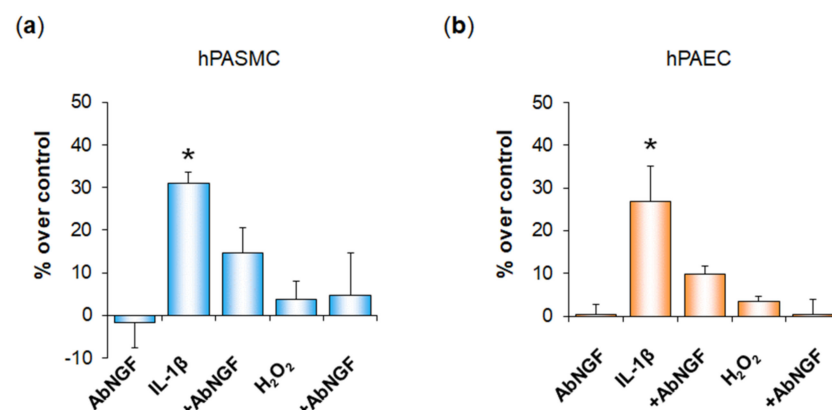 (a)
hPASMC
% over control
50
40
30
20
10
0
-10
*
AbNGF
IL-1β
+AbNGF
H₂O₂
+AbNGF
(b)
hPAEC
% over control
50
40
30
20
10
0
*
AbNGF
IL-1β
+AbNGF
H₂O₂
+AbNGF